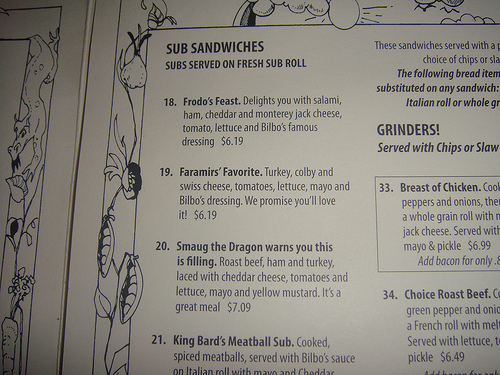 SUB SANDWICHES
SUBS SERVED ON FRESH SUB ROLL
18. Frodo's Feast. Delights you with salami,
ham, cheddar and monterey jack cheese,
tomato, lettuce and Bilbo's famous
dressing $6.19
19. Faramirs' Favorite. Turkey, colby and
swiss cheese, tomatoes, lettuce, mayo and
Bilbo's dressing. We promise you'll love
it! $6.19
20. Smaug the Dragon warns you this
is filling. Roast beef, ham and turkey,
laced with cheddar cheese, tomatoes and
lettuce, mayo and yellow mustard. It's a
great meal $7.09
21. King Bard's Meatball Sub. Cooked,
spiced meatballs, served with Bilbo's sauce
on Italian roll with mayo and Cheddar
These sandwiches served with a
choice of chips or
The following bread
substituted on any sandwich:
Italian roll or whole
GRINDERS!
Served with Chips or Slaw
33. Breast of Chicken.
peppers and onions,
a whole grain roll with
jack cheese. Served
mayo & pickle $6.99
Add bacon for only
34. Choice Roast Beef.
green pepper and
a French roll with
Served with lettuce,
pickle $6.49